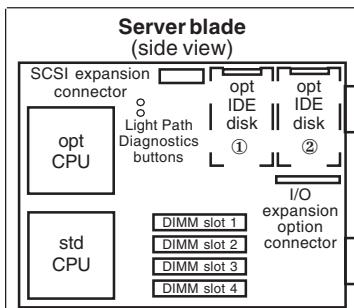 Server blade
(side view)
SCSI expansion
connector
opt
IDE
disk
①
opt
IDE
disk
②
Light Path
Diagnostics
buttons
opt
CPU
I/O
expansion
option
connector
std
CPU
DIMM slot 1
DIMM slot 2
DIMM slot 3
DIMM slot 4